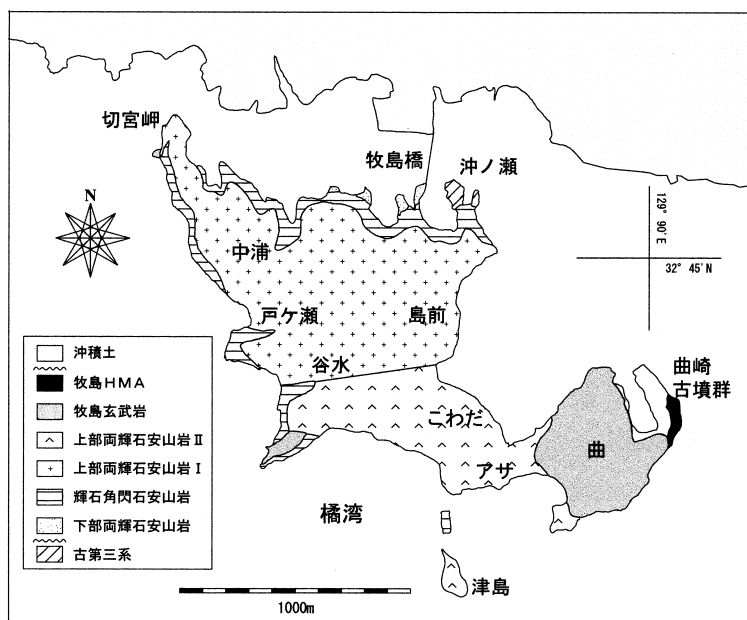 切宮岬
牧島橋
沖ノ瀬
N
129° 90'E
32° 45'N
中浦
戸ケ瀬
島前
谷水
曲崎
古墳群
こわだ
曲
アザ
橘湾
津島
沖積土
牧島HMA
牧島玄武岩
上部両輝石安山岩Ⅱ
上部両輝石安山岩Ⅰ
輝石角閃石安山岩
下部両輝石安山岩
古第三系
1000m